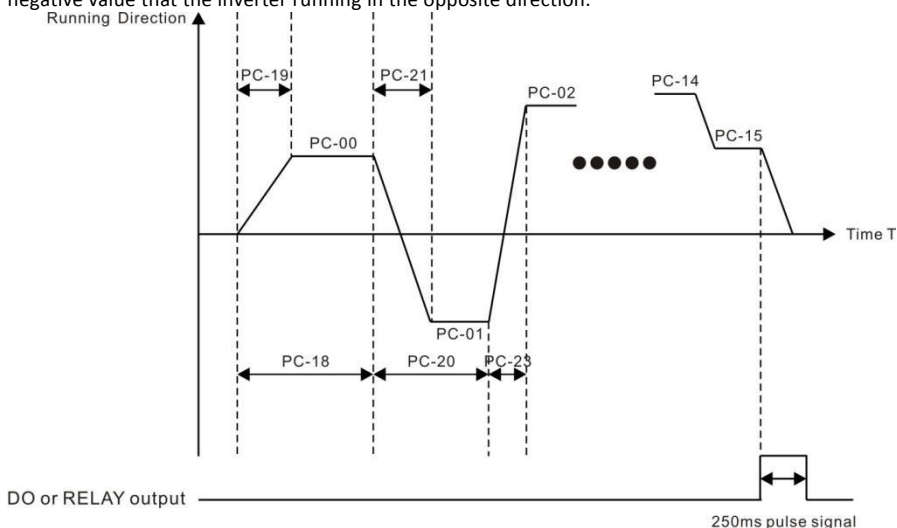 negative value that the inverter running in the opposite direction.
Running Direction
PC-19
PC-21
PC-14
PC-02
PC-00
PC-15
Time T
PC-01
PC-18
PC-20
PC-23
DO or RELAY output
250ms pulse signal